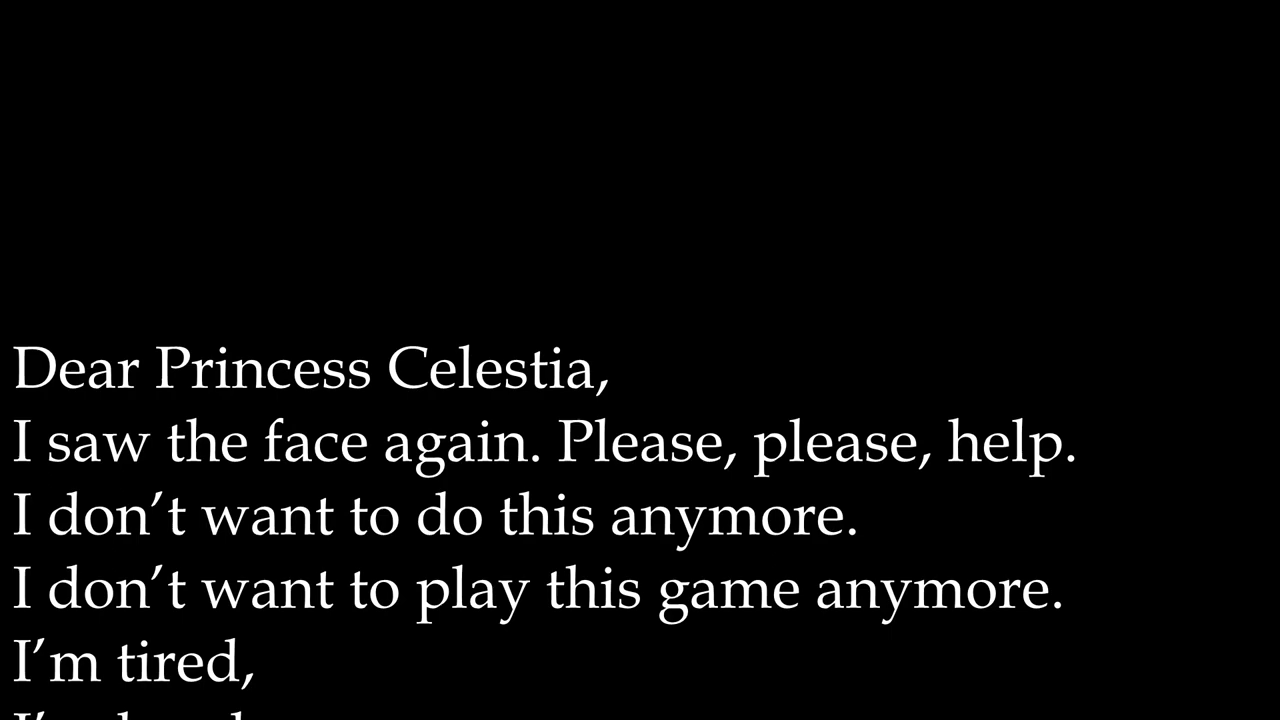 Dear Princess Celestia,
I saw the face again. Please, please, help.
I don’t want to do this anymore.
I don’t want to play this game anymore.
I’m tired,